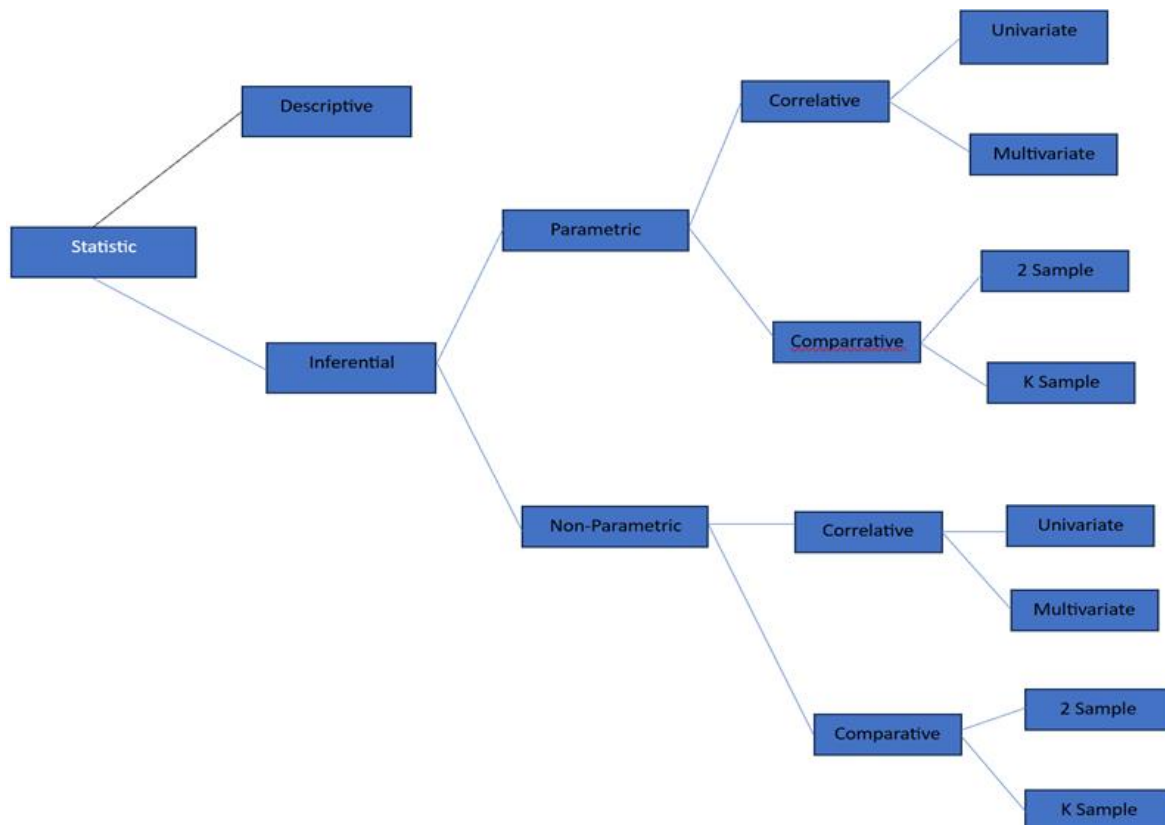 Univariate
Descriptive
Correlative
Multivariate
Statistic
Parametric
2 Sample
Comparrative
Inferential
K Sample
Non-Parametric
Correlative
Univariate
Multivariate
2 Sample
Comparative
K Sample